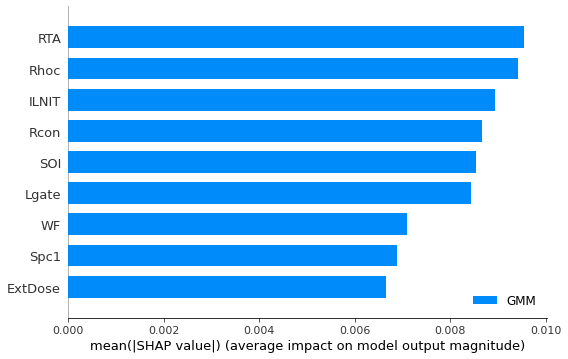 RTA
Rhoc
ILNIT
Rcon
SOI
Lgate
WF
Spc1
ExtDose
GMM
0.000 0.002 0.004 0.006 0.008 0.010
mean(|SHAP value|) (average impact on model output magnitude)